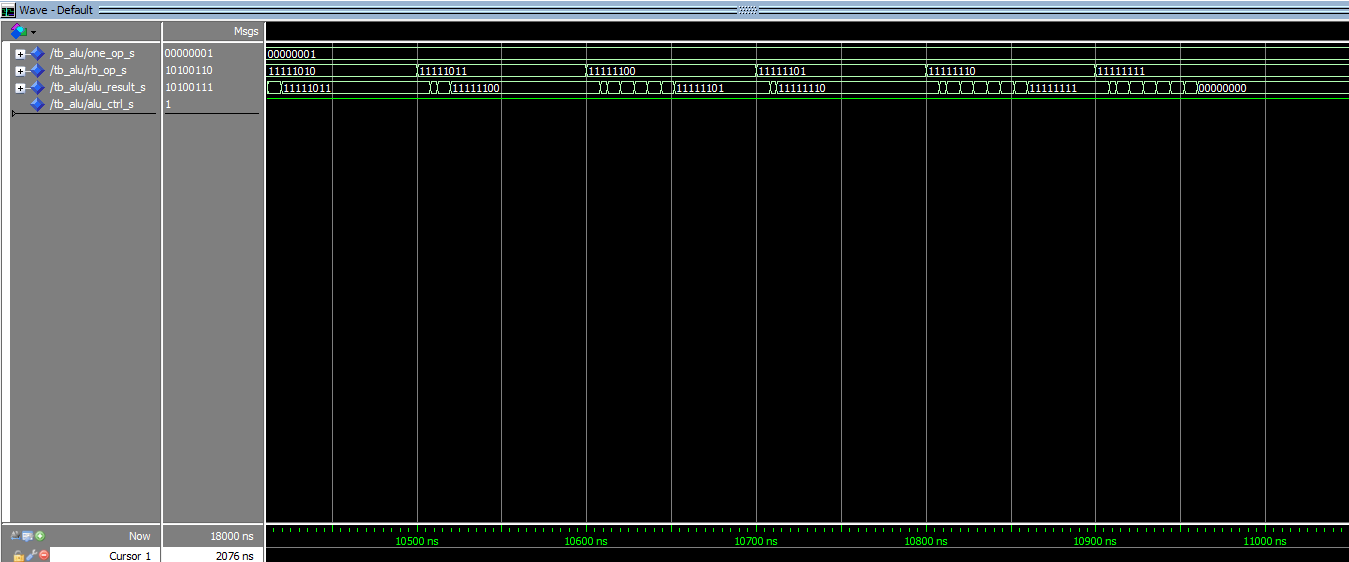 Wave - Default
Msgs
/tb_alu/one_op_s 00000001 00000001
/tb_alu/rb_op_s 10100110 11111010 11111011 11111100 11111101 11111110 11111111
/tb_alu/alu_result_s 10100111 11111011 11111100 11111101 11111110 11111111 00000000
/tb_alu/alu_ctrl_s 1
Now 18000 ns 10500 ns 10600 ns 10700 ns 10800 ns 10900 ns 11000 ns
Cursor 1 2076 ns